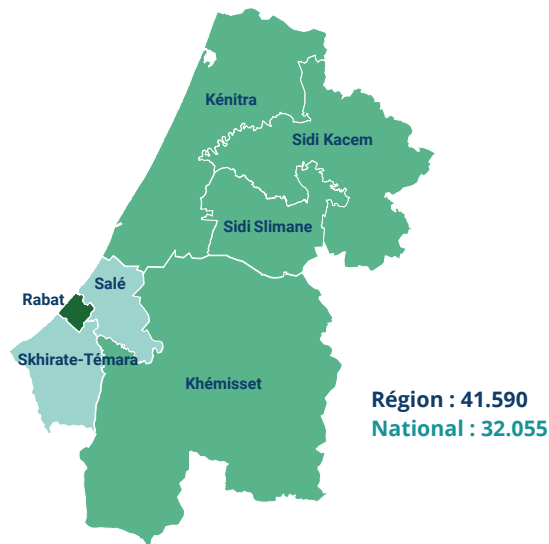 Kénitra
Sidi Kacem
Sidi Slimane
Salé
Rabat
Skhirate-Témara
Khémisset
Région : 41.590
National : 32.055